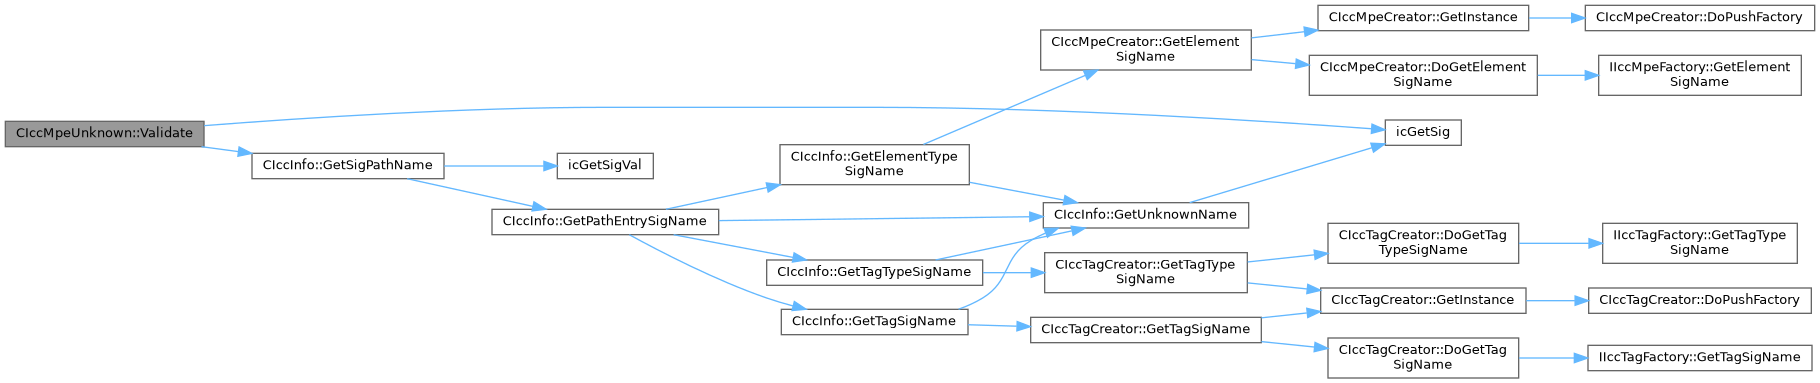 CIccMpeUnknown::Validate
CIccInfo::GetSigPathName
icGetSigVal
CIccInfo::GetPathEntrySigName
CIccInfo::GetElementType
SigName
CIccInfo::GetTagTypeSigName
CIccInfo::GetTagSigName
CIccMpeCreator::GetElement
SigName
CIccInfo::GetUnknownName
CIccTagCreator::GetTagType
SigName
CIccTagCreator::GetTagSigName
CIccMpeCreator::GetInstance
CIccMpeCreator::DoGetElement
SigName
icGetSig
CIccTagCreator::DoGetTag
TypeSigName
CIccTagCreator::GetInstance
CIccTagCreator::DoGetTag
SigName
CIccMpeCreator::DoPushFactory
IIccMpeFactory::GetElement
SigName
IIccTagFactory::GetTagType
SigName
CIccTagCreator::DoPushFactory
IIccTagFactory::GetTagSigName